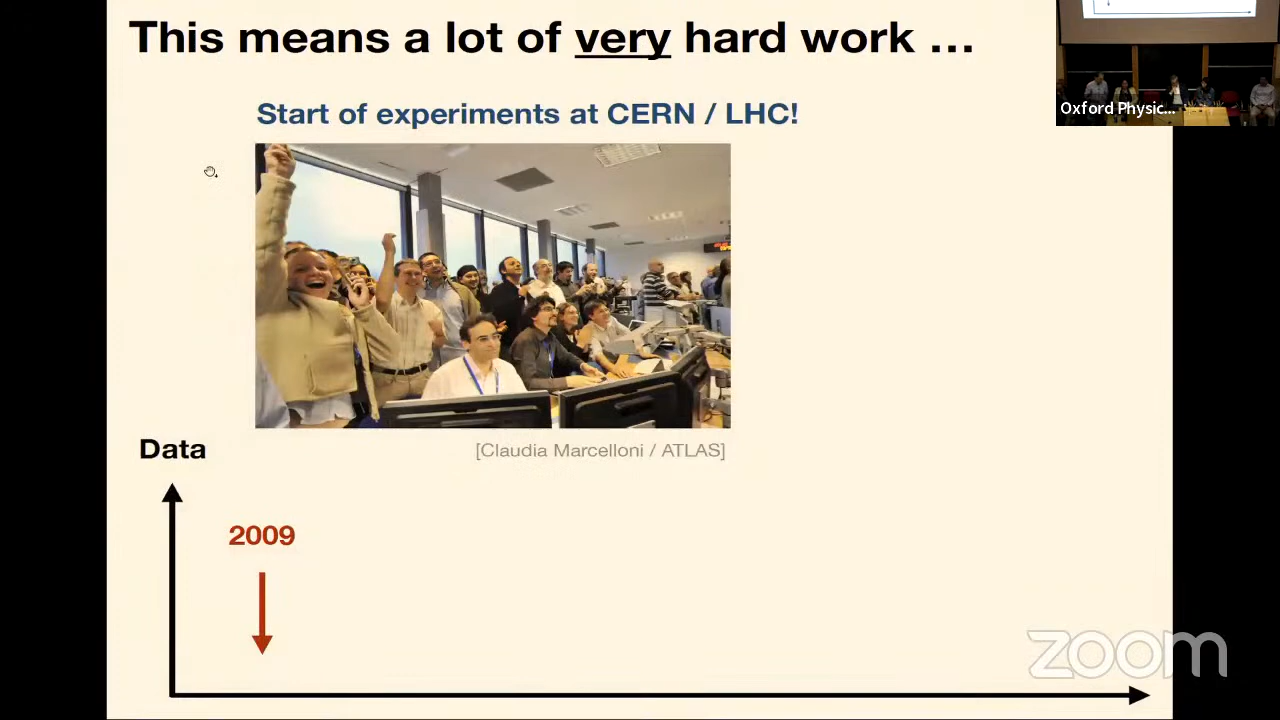 This means a lot of very hard work ...
Oxford Physic...
Start of experiments at CERN / LHC!
[Claudia Marcelloni / ATLAS]
Data
2009
zoom